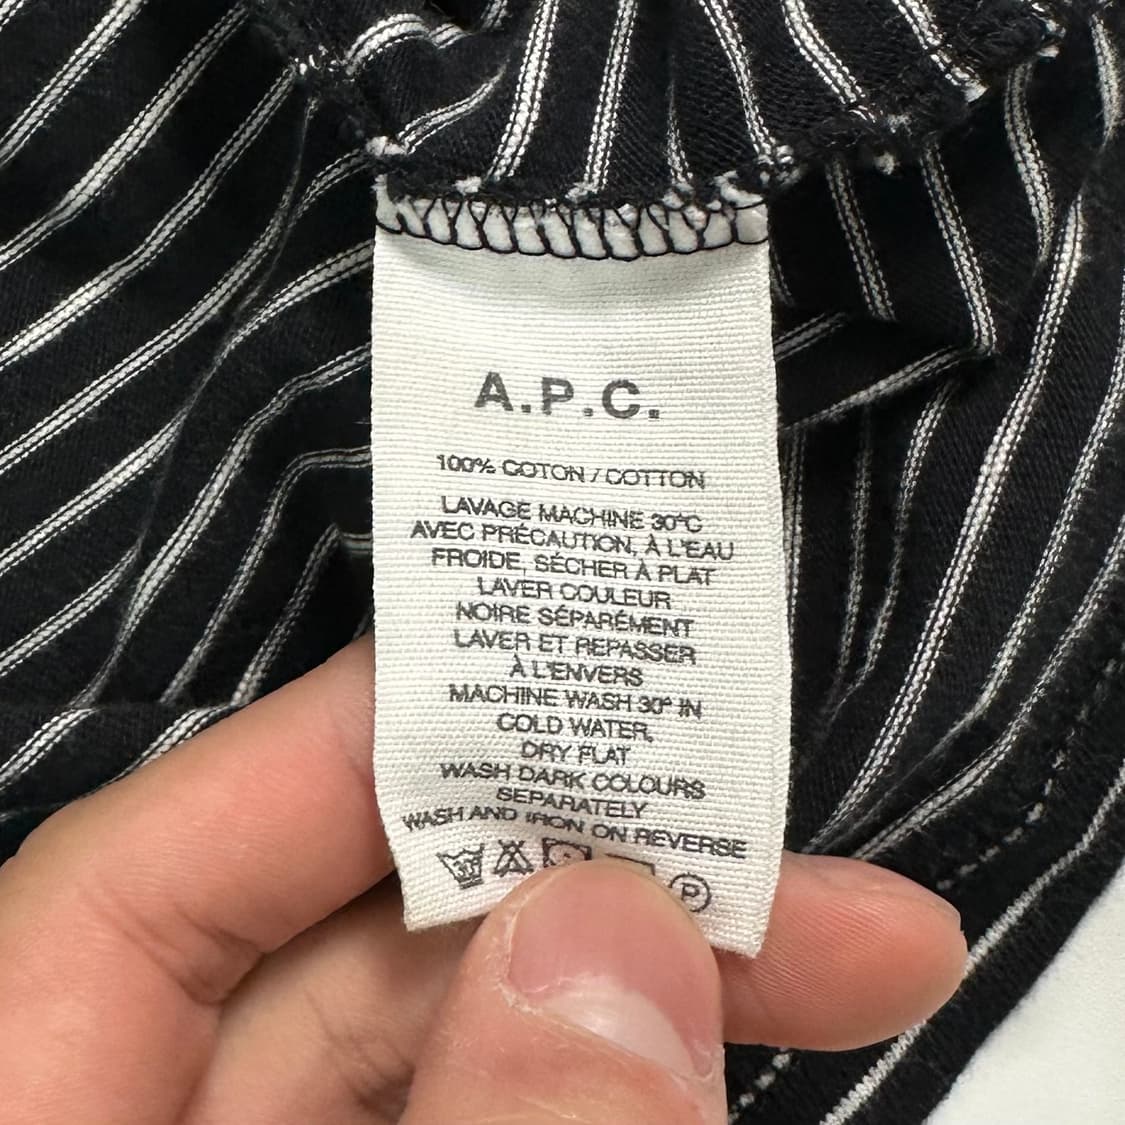 A.P.C.
100% COTON / COTTON
LAVAGE MACHINE 30°C
AVEC PRÉCAUTION, À L'EAU
FROIDE, SÉCHER À PLAT
LAVER COULEUR
NOIRE SÉPARÉMENT
LAVER ET REPASSER
À L'ENVERS
MACHINE WASH 30° IN
COLD WATER,
DRY FLAT
WASH DARK COLOURS
SEPARATELY
WASH AND IRON ON REVERSE
30 P